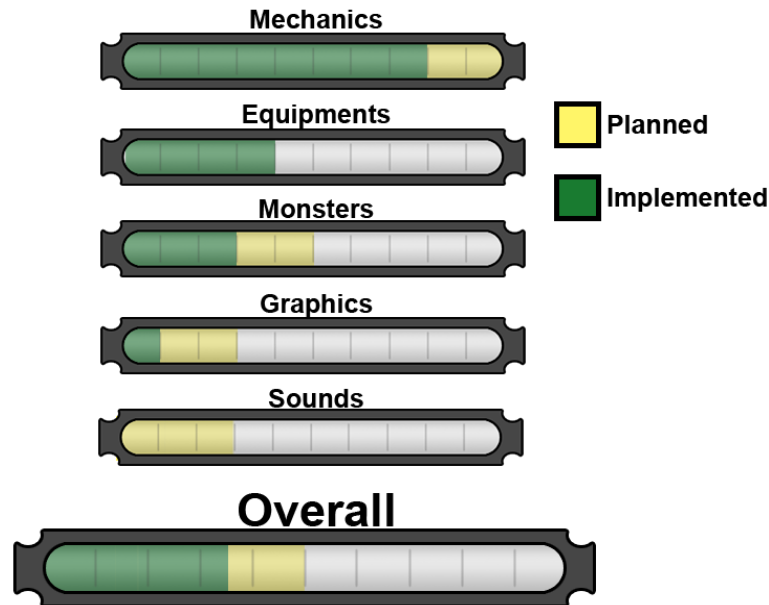 Mechanics
Equipments
Planned
Implemented
Monsters
Graphics
Sounds
Overall